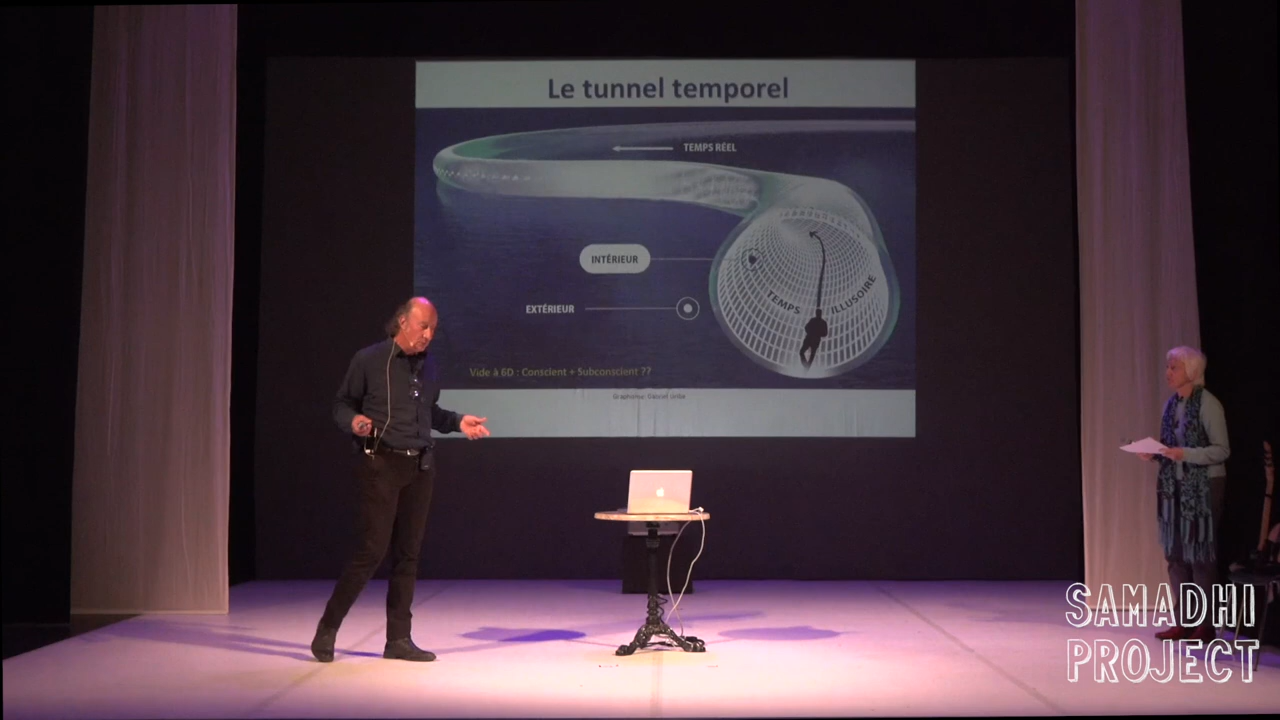 Le tunnel temporel
TEMPS RÉEL
INTÉRIEUR
TEMPS ILLUSOIRE
EXTÉRIEUR
Vide à 6D : Conscient + Subconscient ??
SAMADHI
PROJECT